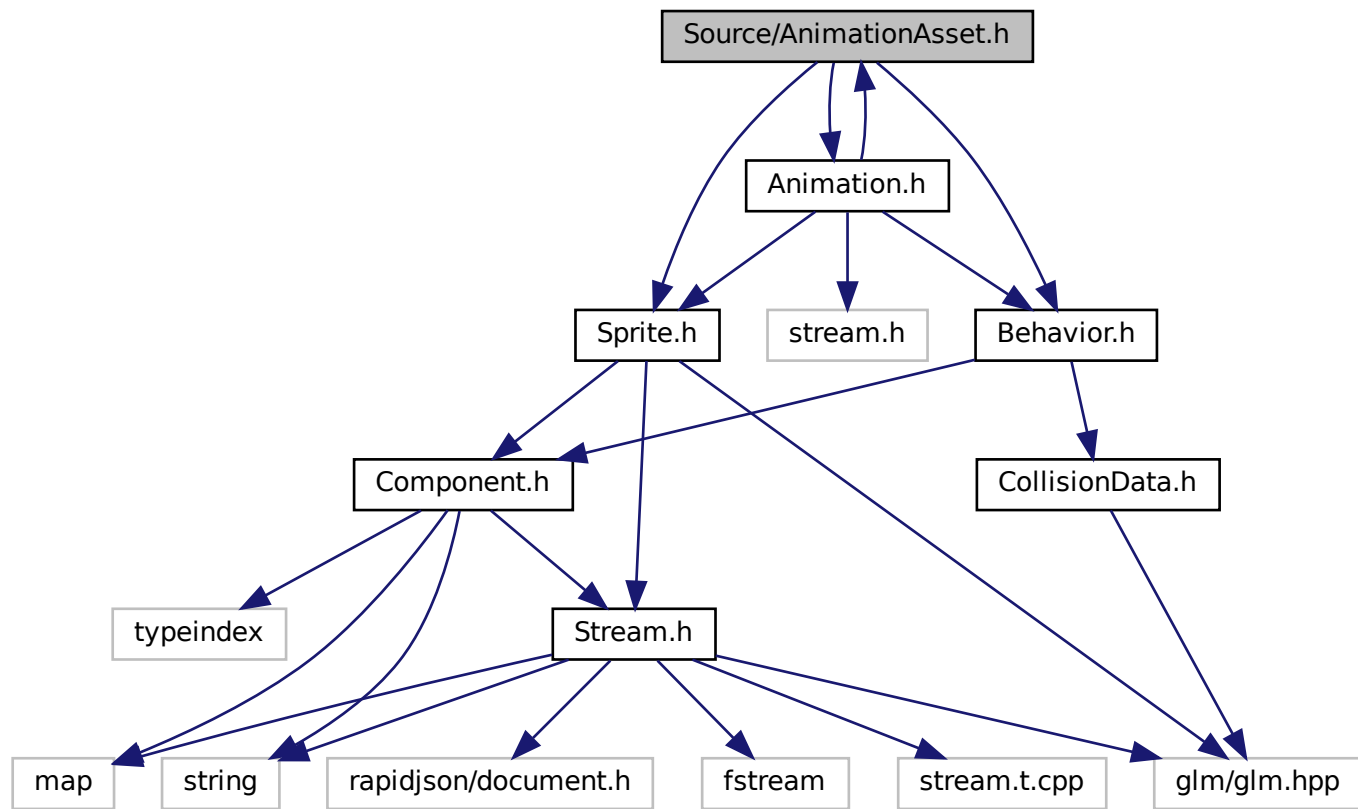 Source/AnimationAsset.h
Animation.h
Sprite.h
stream.h
Behavior.h
Component.h
CollisionData.h
typeindex
Stream.h
map
string
rapidjson/document.h
fstream
stream.t.cpp
glm/glm.hpp